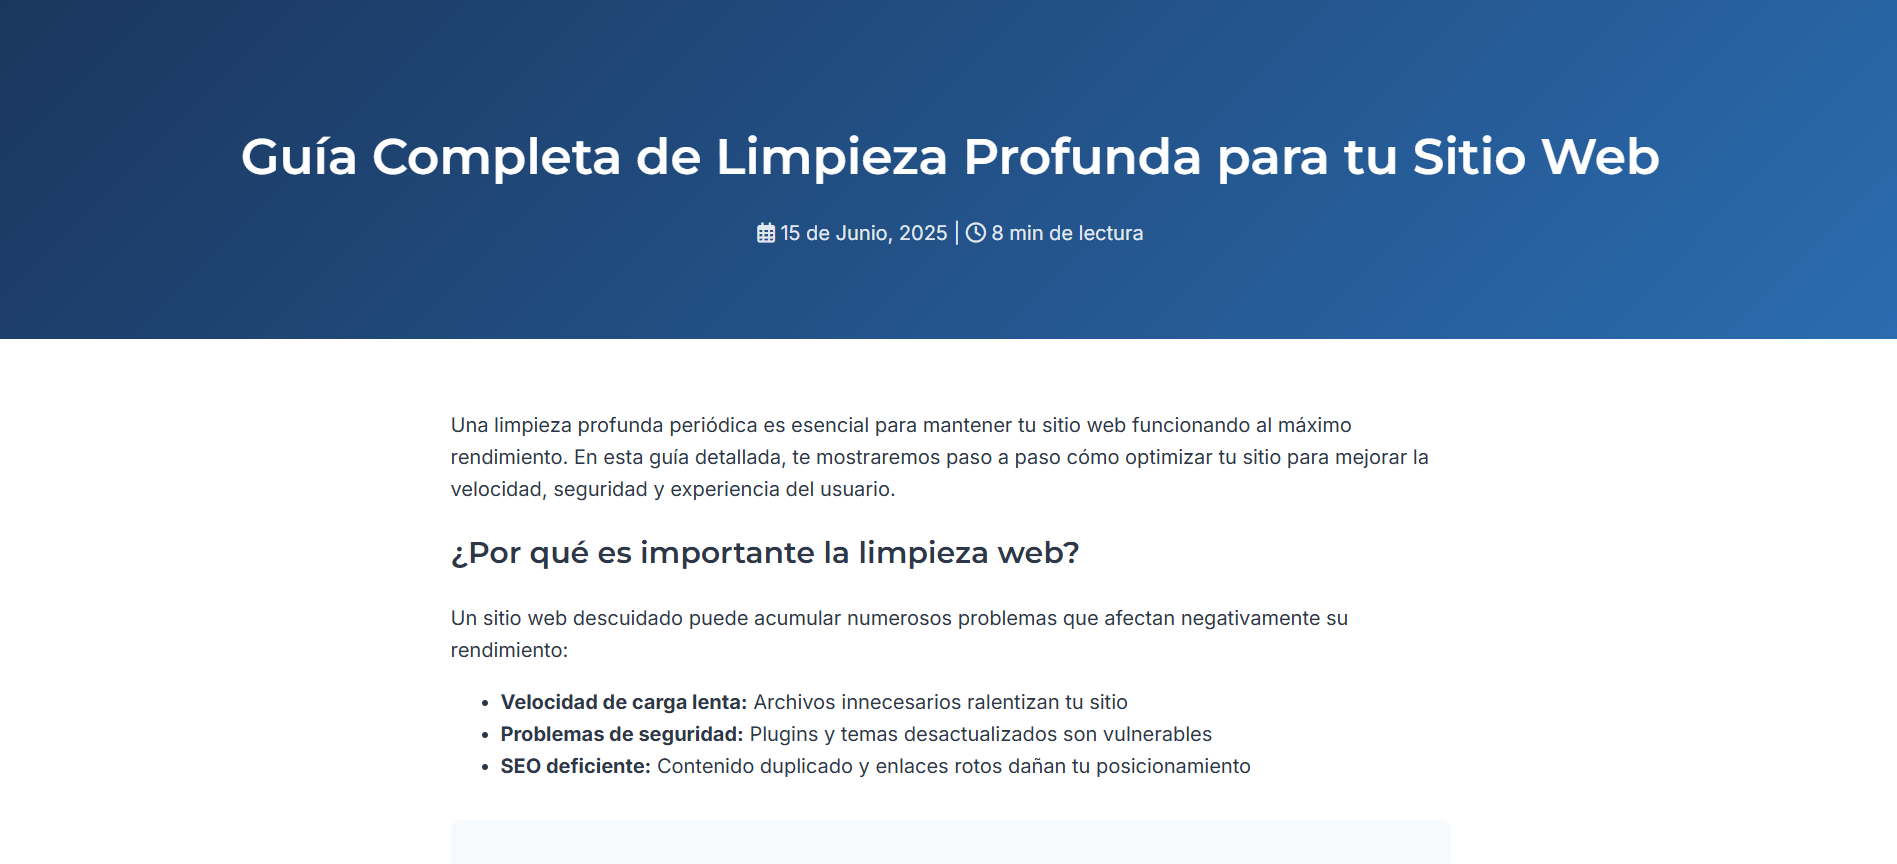 Guía Completa de Limpieza Profunda para tu Sitio Web
15 de Junio, 2025 | 8 min de lectura
Una limpieza profunda periódica es esencial para mantener tu sitio web funcionando al máximo
rendimiento. En esta guía detallada, te mostraremos paso a paso cómo optimizar tu sitio para mejorar la
velocidad, seguridad y experiencia del usuario.
¿Por qué es importante la limpieza web?
Un sitio web descuidado puede acumular numerosos problemas que afectan negativamente su
rendimiento:
• Velocidad de carga lenta: Archivos innecesarios ralentizan tu sitio
• Problemas de seguridad: Plugins y temas desactualizados son vulnerables
• SEO deficiente: Contenido duplicado y enlaces rotos dañan tu posicionamiento